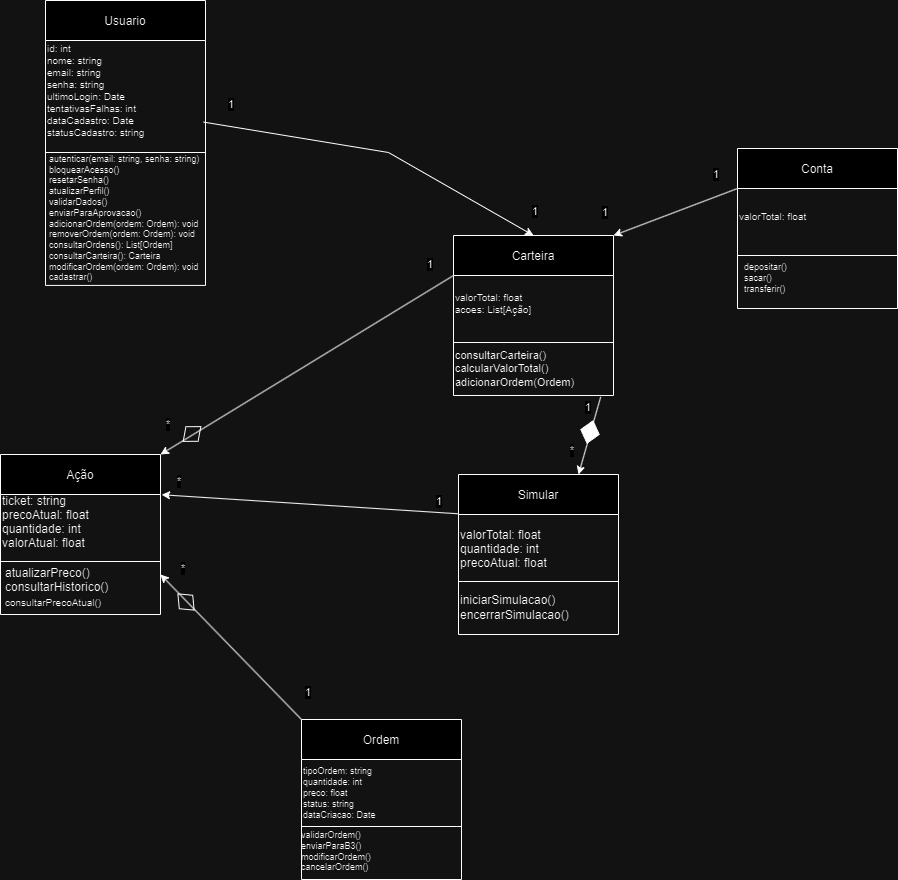 Usuario
id: int
nome: string
email: string
senha: string
ultimoLogin: Date
tentativasFalhas: int
dataCadastro: Date
statusCadastro: string
autenticar(email: string, senha: string)
bloquearAcesso()
resetarSenha()
atualizarPerfil()
validarDados()
enviarParaAprovacao()
adicionarOrdem(ordem: Ordem): void
removerOrdem(ordem: Ordem): void
consultarOrdens(): List[Ordem]
consultarCarteira(): Carteira
modificarOrdem(ordem: Ordem): void
cadastrar()
1
1
1
1
Conta
valorTotal: float
depositar()
sacar()
transferir()
Carteira
valorTotal: float
acoes: List[Ação]
consultarCarteira()
calcularValorTotal()
adicionarOrdem(Ordem)
1
*
1
*
Ação
ticket: string
precoAtual: float
quantidade: int
valorAtual: float
atualizarPreco()
consultarHistorico()
consultarPrecoAtual()
*
1
Simular
valorTotal: float
quantidade: int
precoAtual: float
iniciarSimulacao()
encerrarSimulacao()
*
1
Ordem
tipoOrdem: string
quantidade: int
preco: float
status: string
dataCriacao: Date
validarOrdem()
enviarParaB3()
modificarOrdem()
cancelarOrdem()